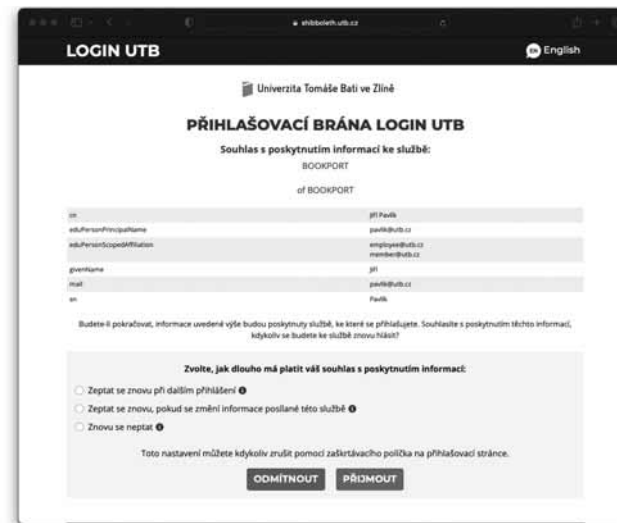 shibboleth.utb.cz
LOGIN UTB
EN English
Univerzita Tomáše Bati ve Zlíně
PŘIHLAŠOVACÍ BRÁNA LOGIN UTB
Souhlas s poskytnutím informací ke službě:
BOOKPORT
of BOOKPORT
cn Jiří Pavlík
eduPersonPrincipalName pavlik@utb.cz
eduPersonScopedAffiliation employee@utb.cz
member@utb.cz
givenName Jiří
mail pavlik@utb.cz
sn Pavlík
Budete-li pokračovat, informace uvedené výše budou poskytnuty službě, ke které se přihlašujete. Souhlasíte s poskytnutím těchto informací,
kdykoliv se budete ke službě znovu hlásit?
Zvolte, jak dlouho má platit váš souhlas s poskytnutím informací:
Zeptat se znovu při dalším přihlášení
Zeptat se znovu, pokud se změní informace posílané této službě
Znovu se neptat
Toto nastavení můžete kdykoliv zrušit pomocí zaškrtávacího políčka na přihlašovací stránce.
ODMÍTNOUT PŘIJMOUT